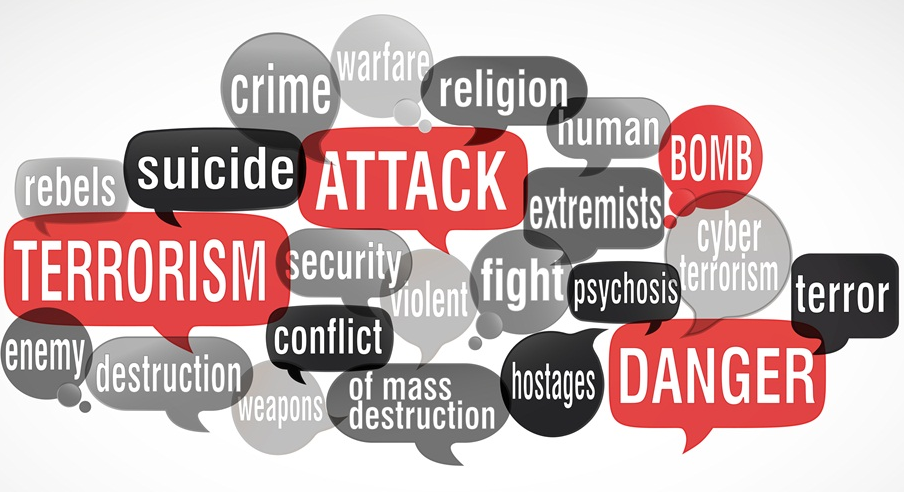 warfare
crime
religion
human
BOMB
suicide
ATTACK
rebels
extremists
cyber
terrorism
TERRORISM
security
fight
violent
psychosis
terror
conflict
enemy
destruction
DANGER
hostages
weapons
of mass
destruction